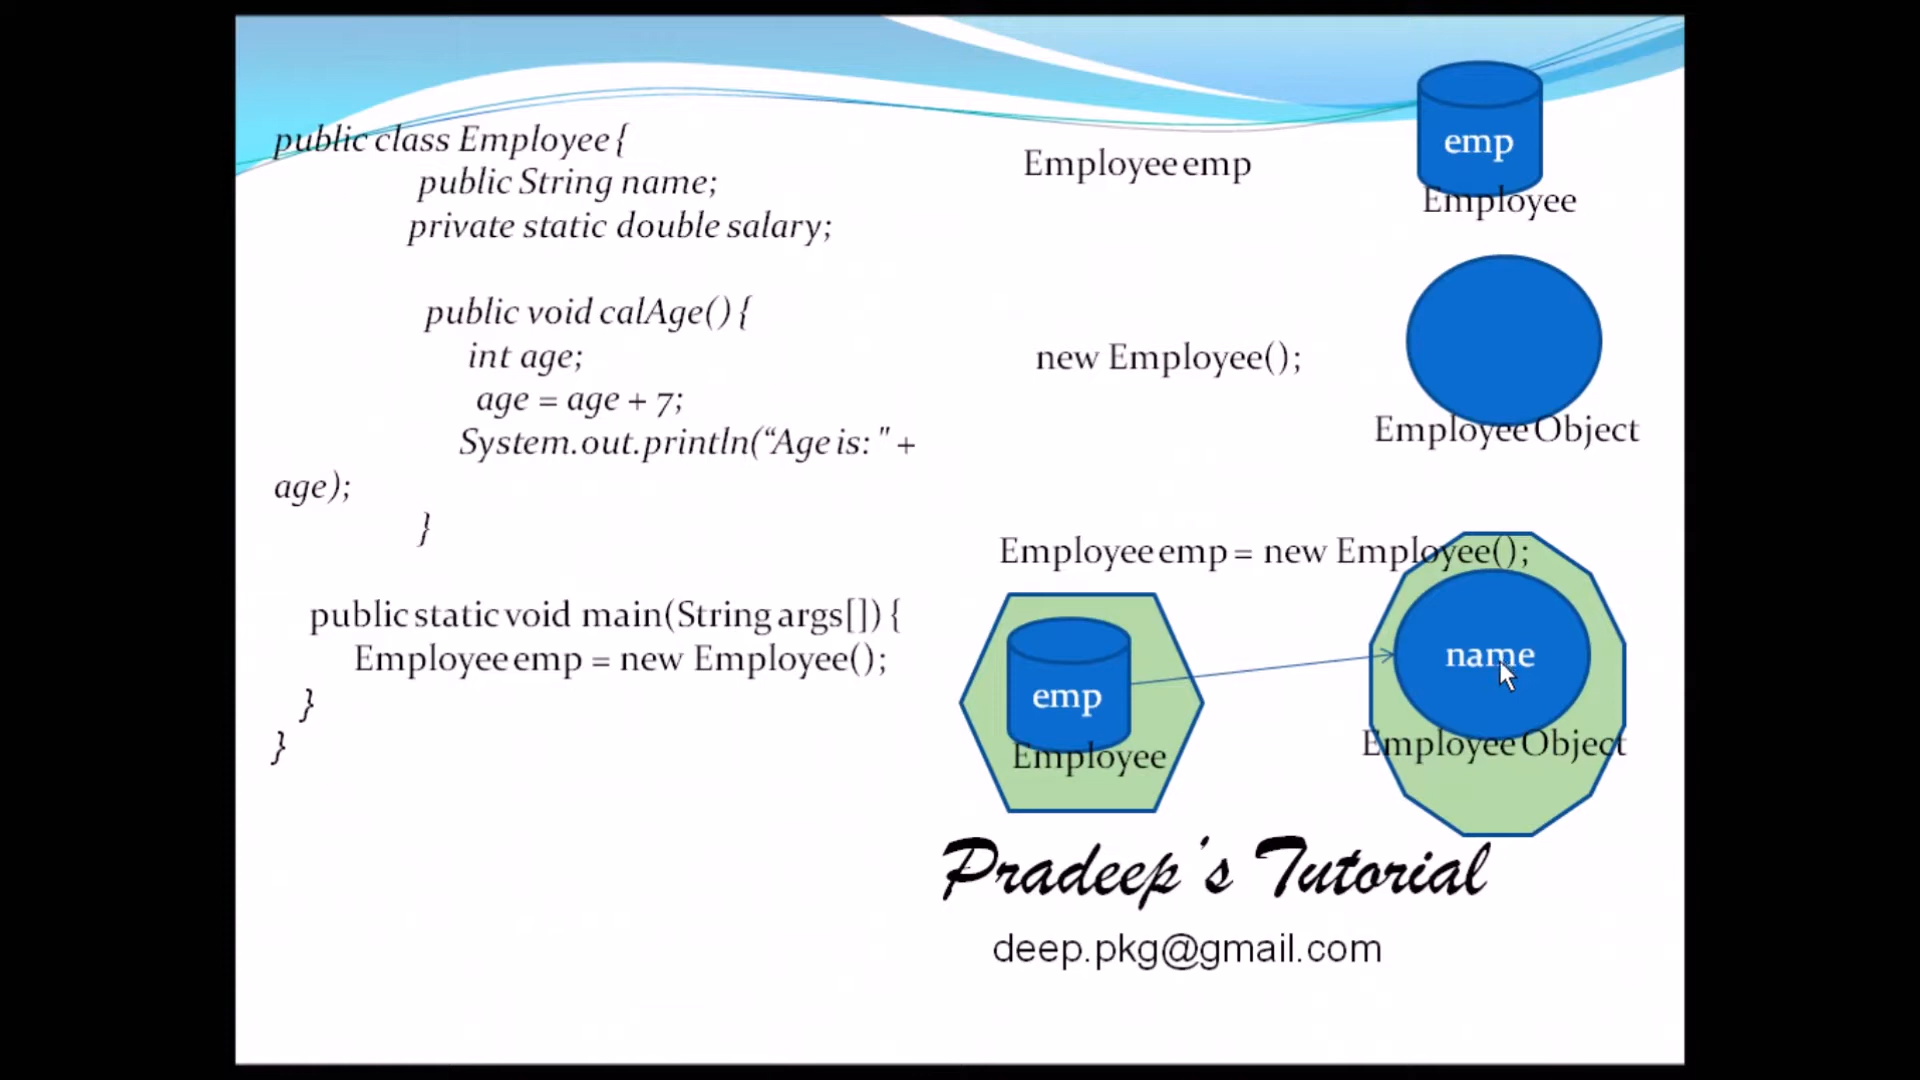 public class Employee {
public String name;
private static double salary;
public void calAge() {
int age;
age = age + 7;
System.out.println(“Age is: " +
age);
}
public static void main(String args[]) {
Employee emp = new Employee();
}
}
Employee emp
emp
Employee
new Employee();
Employee Object
Employee emp = new Employee();
emp
Employee
name
Employee Object
Pradeep's Tutorial
deep.pkg@gmail.com